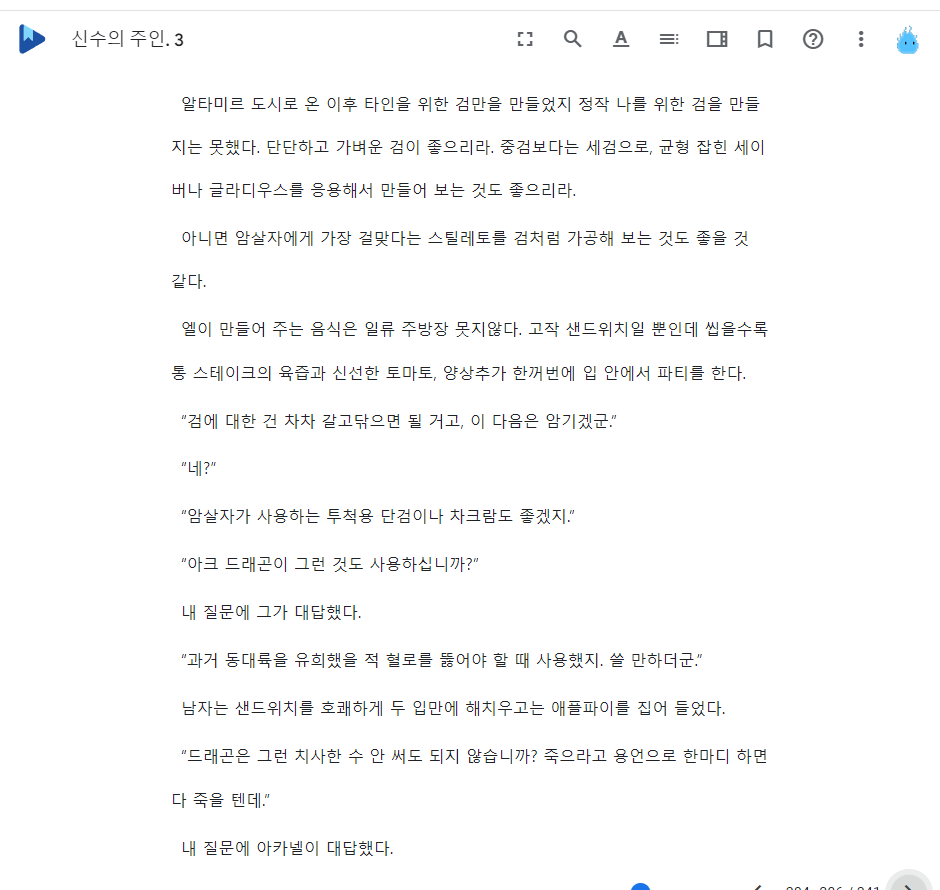 신수의 주인. 3
알타미르 도시로 온 이후 타인을 위한 검만을 만들었지 정작 나를 위한 검을 만들
지는 못했다. 단단하고 가벼운 검이 좋으리라. 중검보다는 세검으로, 균형 잡힌 세이
버나 글라디우스를 응용해서 만들어 보는 것도 좋으리라.
아니면 암살자에게 가장 걸맞다는 스틸레토를 검처럼 가공해 보는 것도 좋을 것
같다.
엘이 만들어 주는 음식은 일류 주방장 못지않다. 고작 샌드위치일 뿐인데 씹을수록
통 스테이크의 육즙과 신선한 토마토, 양상추가 한꺼번에 입 안에서 파티를 한다.
"검에 대한 건 차차 갈고닦으면 될 거고, 이 다음은 암기겠군."
"네?"
"암살자가 사용하는 투척용 단검이나 차크람도 좋겠지."
"아크 드래곤이 그런 것도 사용하십니까?"
내 질문에 그가 대답했다.
"과거 동대륙을 유희했을 적 혈로를 뚫어야 할 때 사용했지. 쓸 만하더군."
남자는 샌드위치를 호쾌하게 두 입만에 해치우고는 애플파이를 집어 들었다.
"드래곤은 그런 치사한 수 안 써도 되지 않습니까? 죽으라고 용언으로 한마디 하면
다 죽을 텐데."
내 질문에 아카넬이 대답했다.